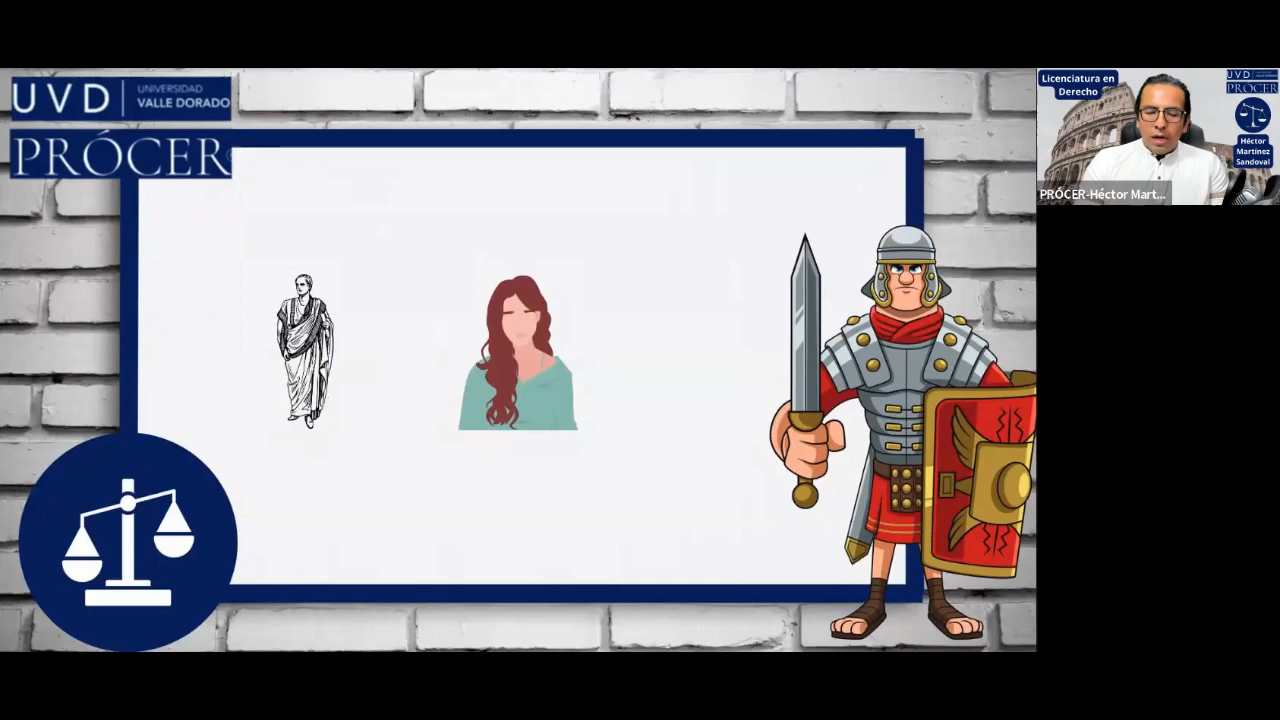 UVD
UNIVERSIDAD
VALLE DORADO
PRÓCER
Licenciatura en
Derecho
UVD
PRÓCER
Héctor
Martínez
Sandoval
PRÓCER-Héctor Mart...